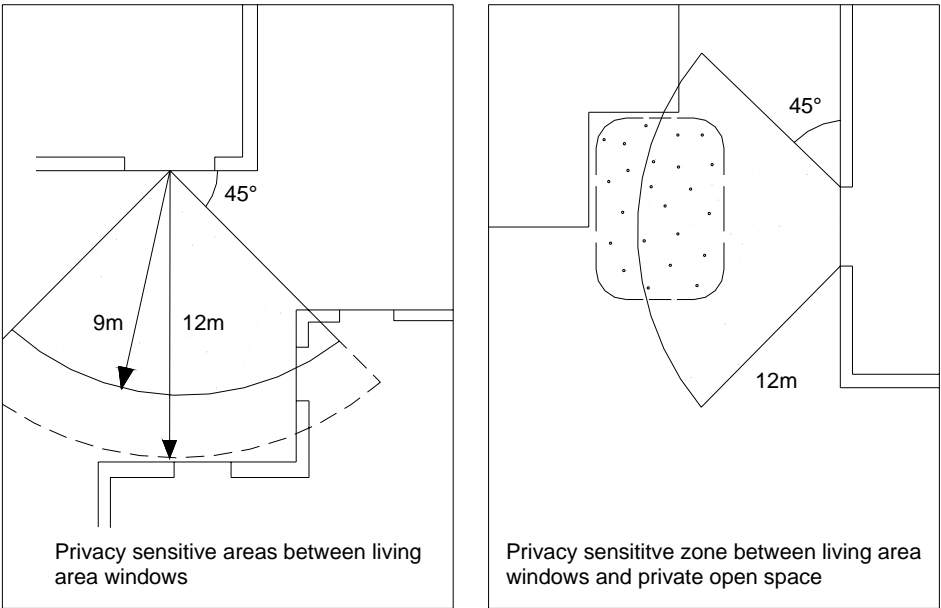 45°
9m
12m
Privacy sensitive areas between living
area windows
45°
12m
Privacy sensititve zone between living area
windows and private open space